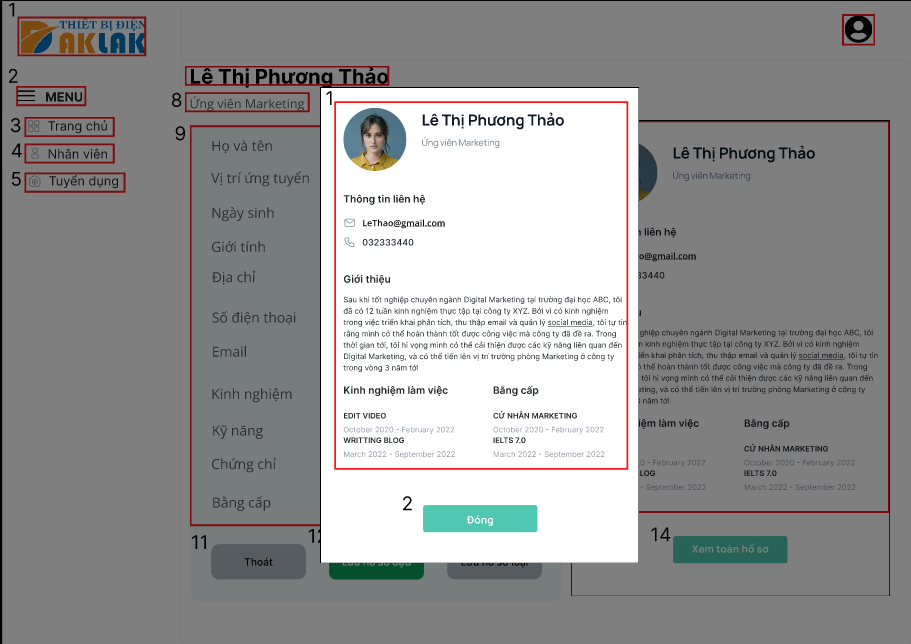 1
THIẾT BỊ ĐIỆN
ĐAKLAK
2
MENU
3 Trang chủ
4 Nhân viên
5 Tuyển dụng
Lê Thị Phương Thảo
8 Ứng viên Marketing
9
Họ và tên
Vị trí ứng tuyển
Ngày sinh
Giới tính
Địa chỉ
Số điện thoại
Email
Kinh nghiệm
Kỹ năng
Chứng chỉ
Bằng cấp
11
Thoát
12
Lưu hồ sơ đậu
Lưu hồ sơ loại
1
Lê Thị Phương Thảo
Ứng viên Marketing
Thông tin liên hệ
LeThao@gmail.com
032333440
Giới thiệu
Sau khi tốt nghiệp chuyên ngành Digital Marketing tại trường đại học ABC, tôi
đã có 12 tuần kinh nghiệm thực tập tại công ty XYZ. Bởi vì có kinh nghiệm
trong việc triển khai phân tích, thu thập email và quản lý social media, tôi tự tin
rằng mình có thể hoàn thành tốt được công việc mà công ty đã đề ra. Trong
thời gian tới, tôi hi vọng mình có thể cải thiện được các kỹ năng liên quan đến
Digital Marketing, và có thể tiến lên vị trí trưởng phòng Marketing ở công ty
trong vòng 3 năm tới
Kinh nghiệm làm việc
EDIT VIDEO
October 2020 - February 2022
WRITTING BLOG
March 2022 - September 2022
Bằng cấp
CỬ NHÂN MARKETING
October 2020 - February 2022
IELTS 7.0
March 2022 - September 2022
2
Đóng
Lê Thị Phương Thảo
Ứng viên Marketing
liên hệ
o@gmail.com
3440
ghiệp chuyên ngành Digital Marketing tại trường đại học ABC, tôi
n kinh nghiệm thực tập tại công ty XYZ. Bởi vì có kinh nghiệm
ển khai phân tích, thu thập email và quản lý social media, tôi tự tin
thể hoàn thành tốt được công việc mà công ty đã đề ra. Trong
tôi hi vọng mình có thể cải thiện được các kỹ năng liên quan đến
eting, và có thể tiến lên vị trí trưởng phòng Marketing ở công ty
năm tới
iệm làm việc
0 - February 2022
LOG
- September 2022
Bằng cấp
CỬ NHÂN MARKETING
October 2020 - February 2022
IELTS 7.0
March 2022 - September 2022
14
Xem toàn hồ sơ